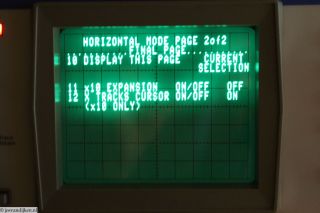 HORIZONTAL MODE PAGE 2of2
FINAL PAGE
10 DISPLAY THIS PAGE CURRENT
SELECTION
11 x10 EXPANSION ON/OFF OFF
12 X TRACKS CURSOR ON/OFF ON
(x10 ONLY)